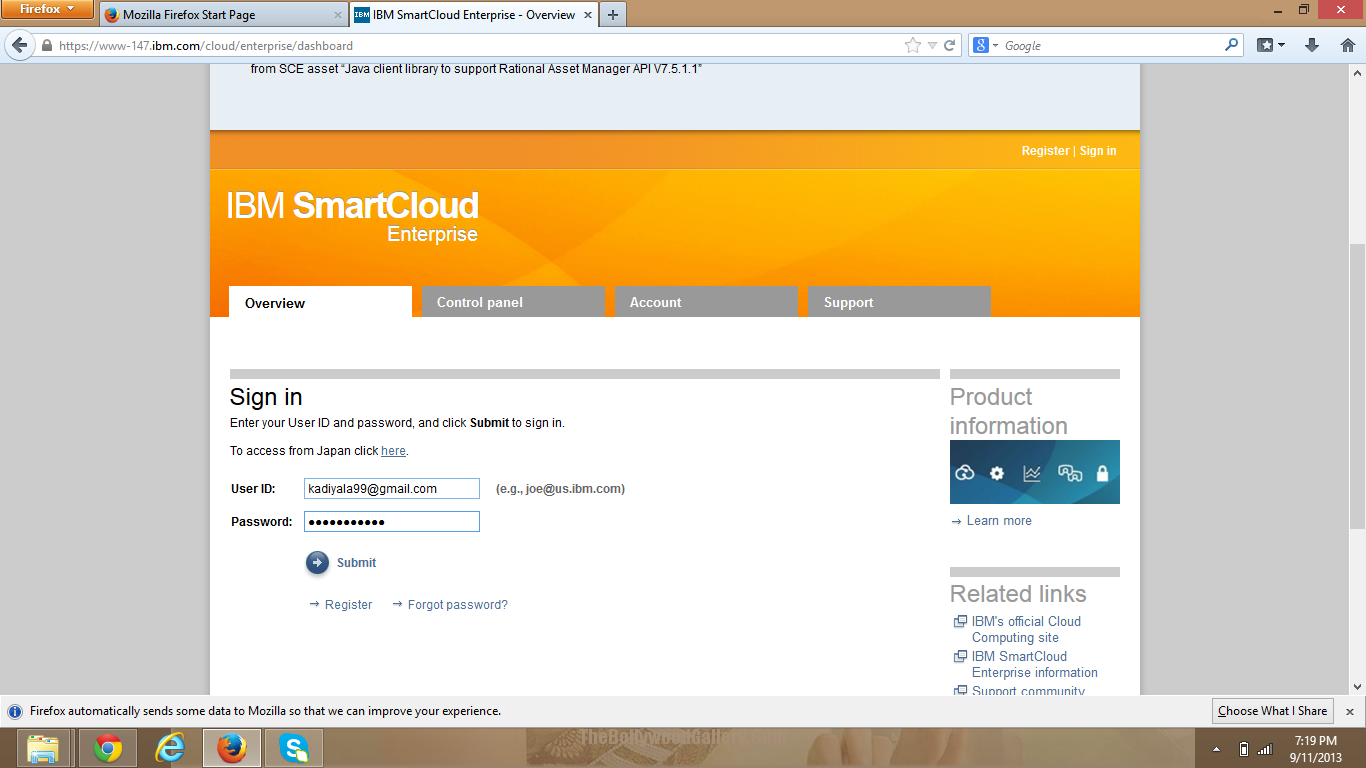 Firefox
Mozilla Firefox Start Page
IBM SmartCloud Enterprise - Overview
https://www-147.ibm.com/cloud/enterprise/dashboard
Google
from SCE asset “Java client library to support Rational Asset Manager API V7.5.1.1”
Register | Sign in
IBM SmartCloud
Enterprise
Overview
Control panel
Account
Support
Sign in
Enter your User ID and password, and click Submit to sign in.
To access from Japan click here.
User ID:
kadiyala99@gmail.com
(e.g., joe@us.ibm.com)
Password:
Submit
Register
Forgot password?
Product
information
Learn more
Related links
IBM's official Cloud
Computing site
IBM SmartCloud
Enterprise information
Support community
Firefox automatically sends some data to Mozilla so that we can improve your experience.
Choose What I Share
7:19 PM
9/11/2013